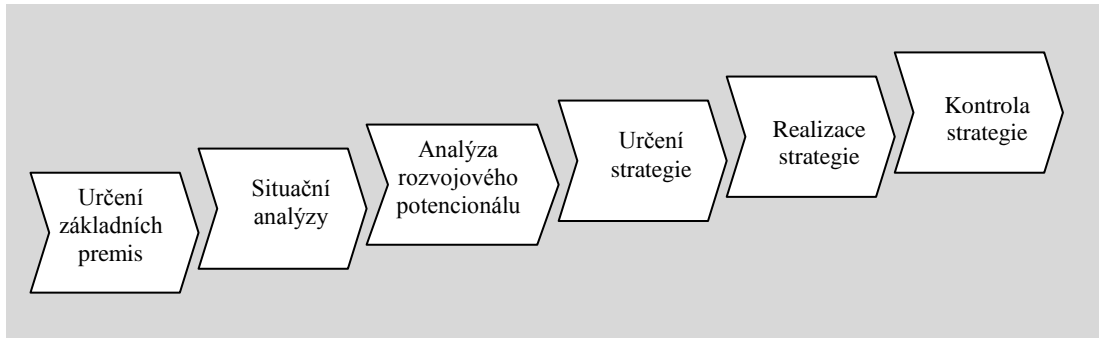 Určení
základních
premis
Situační
analýzy
Analýza
rozvojového
potencionálu
Určení
strategie
Realizace
strategie
Kontrola
strategie